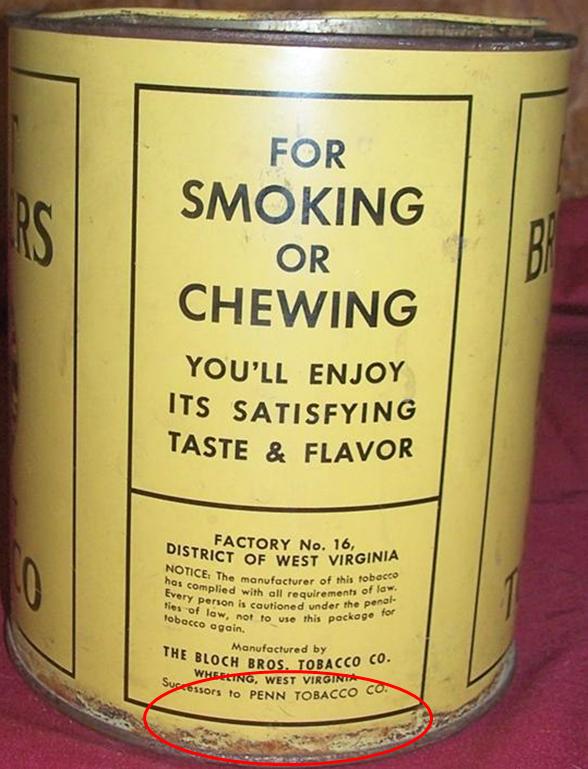 ERS
CO
FOR
SMOKING
OR
CHEWING
YOU'LL ENJOY
ITS SATISFYING
TASTE & FLAVOR
FACTORY No. 16,
DISTRICT OF WEST VIRGINIA
NOTICE: The manufacturer of this tobacco
has complied with all requirements of law.
Every person is cautioned under the penal-
ties of law, not to use this package for
tobacco again.
Manufactured by
THE BLOCH BROS. TOBACCO CO.
WHEELING, WEST VIRGINIA
Successors to PENN TOBACCO CO.
BR
T